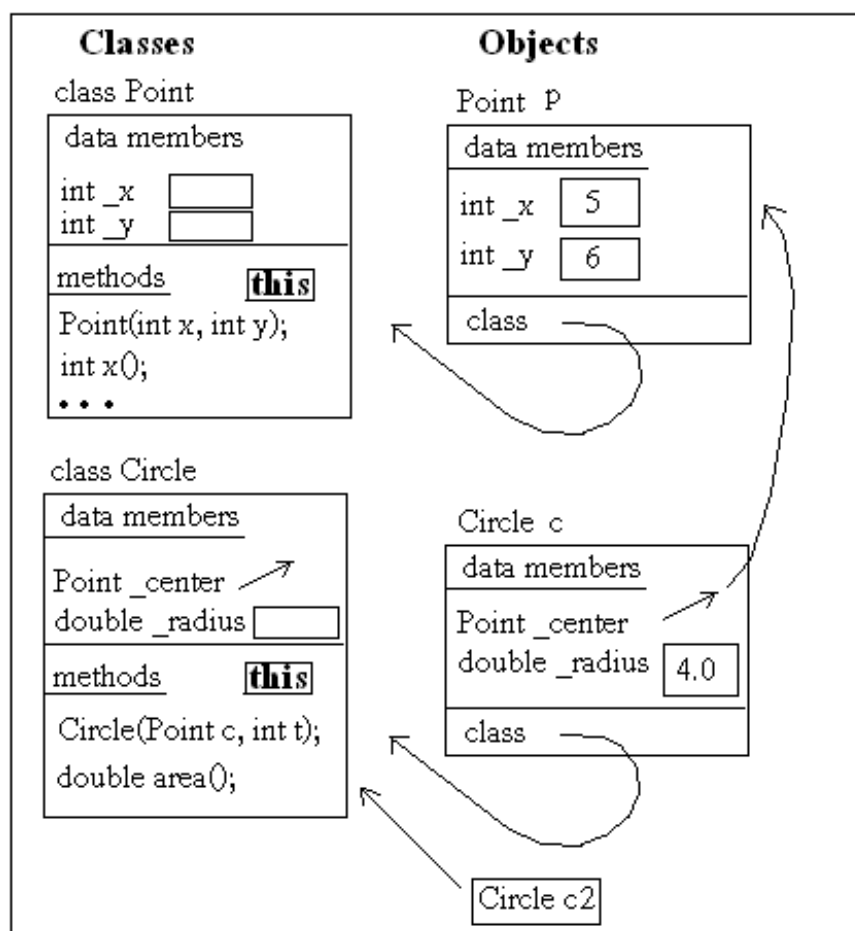 Classes
class Point
data members
int _x
int _y
methods this
Point(int x, int y);
int x();
• • •
class Circle
data members
Point _center
double _radius
methods this
Circle(Point c, int t);
double area();
Objects
Point p
data members
int _x 5
int _y 6
class
Circle c
data members
Point _center
double _radius 4.0
class
Circle c2